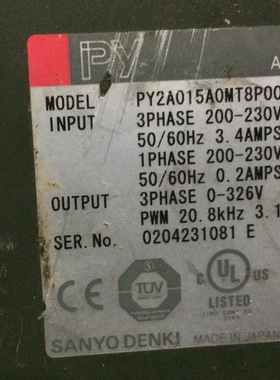 PY
A
MODEL PY2A015A0MT8P00
INPUT 3PHASE 200-230V
50/60Hz 3.4AMPS
1PHASE 200-230V
50/60Hz 0.2AMPS
OUTPUT 3PHASE 0-326V
PWM 20.8kHz 3.1
SER.No. 0204231081 E
CE
TÜV
C UL US
LISTED
SANYO DENKI MADE IN JAPAN